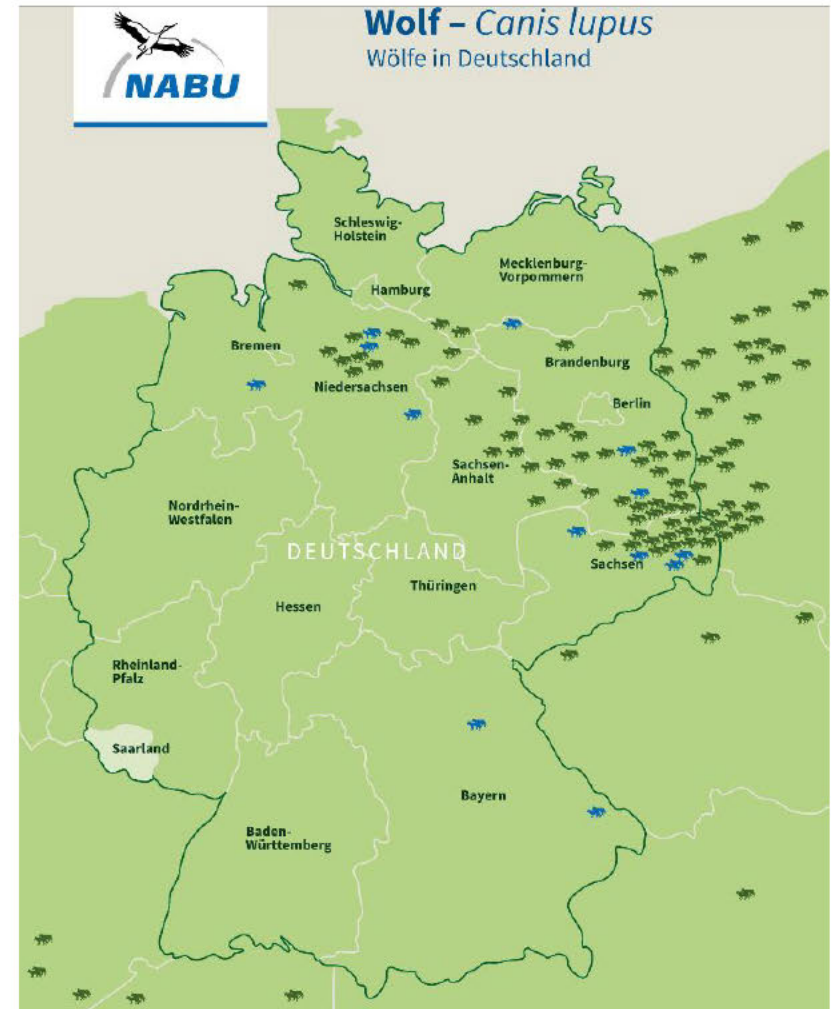 NABU
Wolf – Canis lupus
Wölfe in Deutschland
Schleswig-
Holstein
Mecklenburg-
Vorpommern
Hamburg
Bremen
Brandenburg
Niedersachsen
Berlin
Sachsen-
Anhalt
Nordrhein-
Westfalen
DEUTSCHLAND
Sachsen
Thüringen
Hessen
Rheinland-
Pfalz
Saarland
Bayern
Baden-
Württemberg